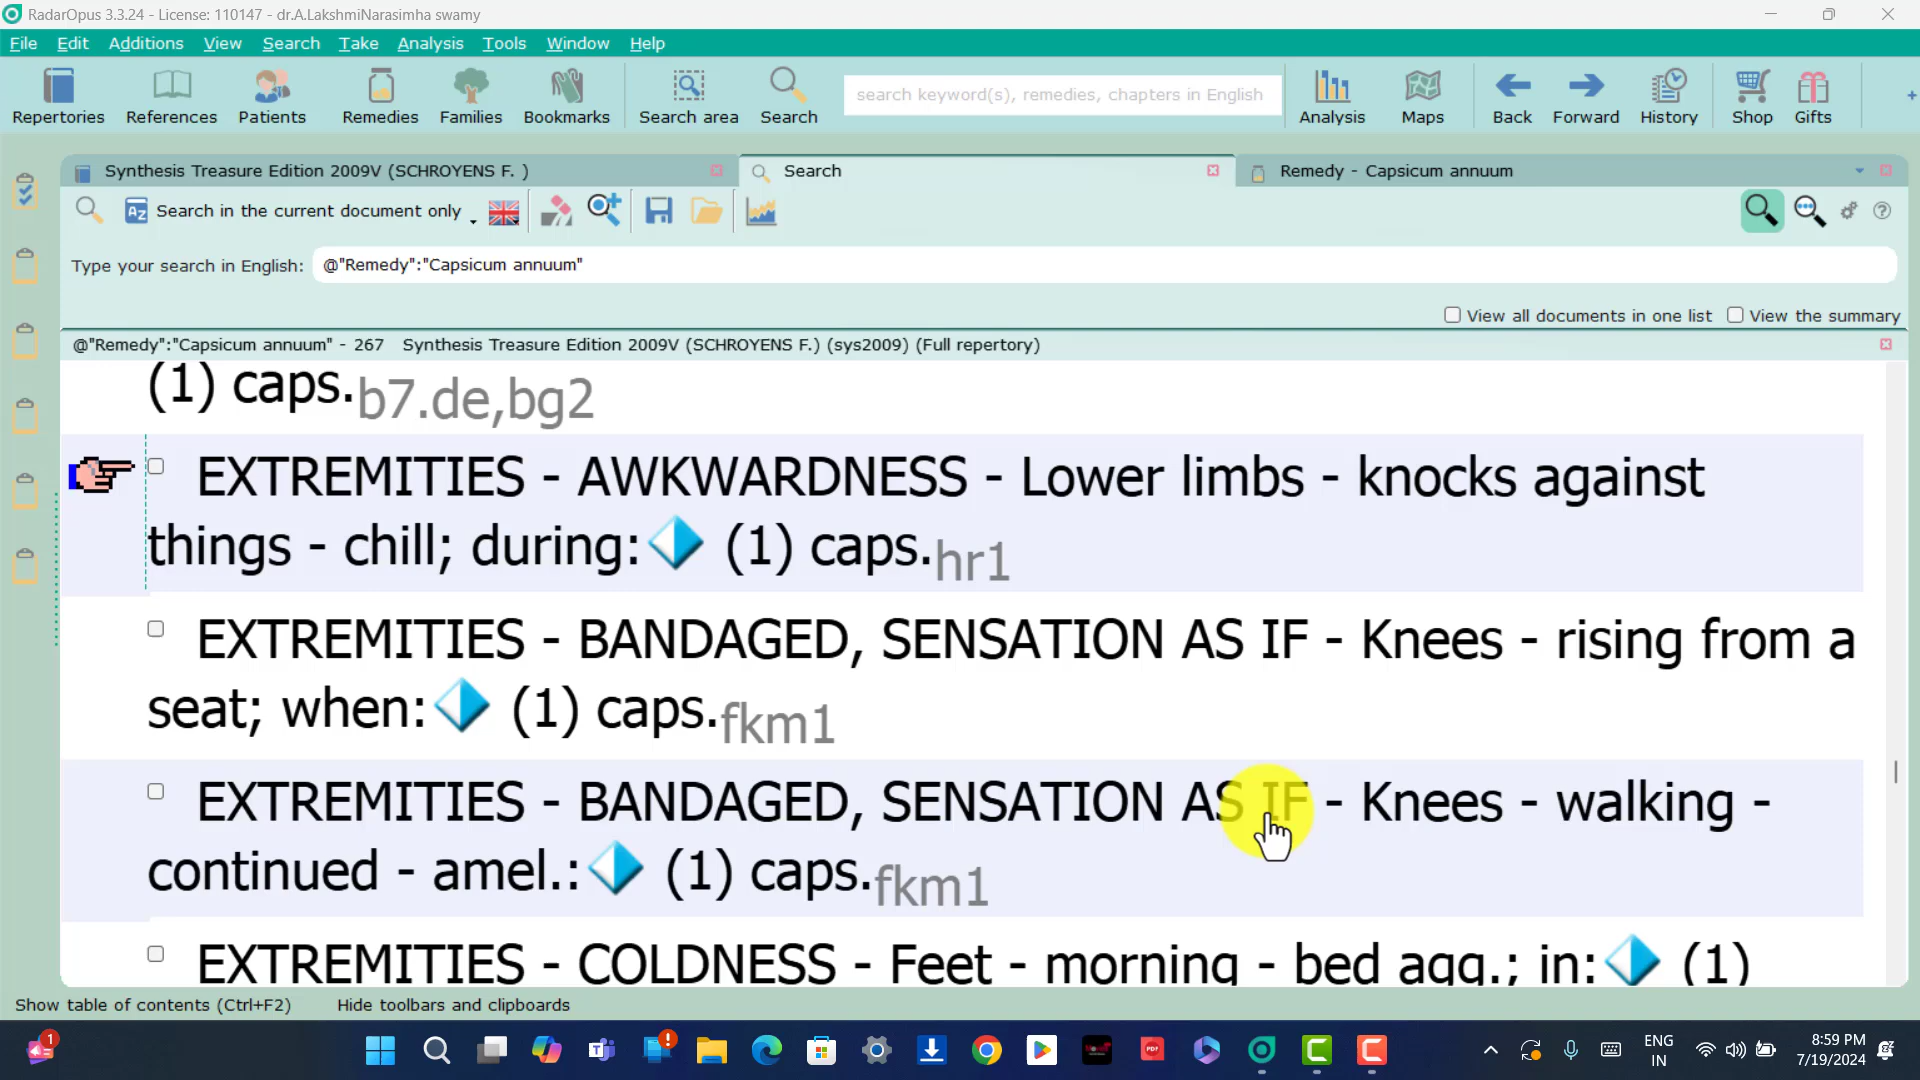 RadarOpus 3.3.24 - License: 110147 - dr.A.LakshmiNarasimha swamy
File Edit Additions View Search Take Analysis Tools Window Help
Repertories References Patients Remedies Families Bookmarks Search area Search search keyword(s), remedies, chapters in English Analysis Maps Back Forward History Shop Gifts
Synthesis Treasure Edition 2009V (SCHROYENS F. ) Search Remedy - Capsicum annuum
AZ Search in the current document only
Type your search in English: @"Remedy":"Capsicum annuum"
View all documents in one list View the summary
@"Remedy":"Capsicum annuum" - 267 Synthesis Treasure Edition 2009V (SCHROYENS F.) (sys2009) (Full repertory)
(1) caps.b7.de,bg2
EXTREMITIES - AWKWARDNESS - Lower limbs - knocks against
things - chill; during: (1) caps.hr1
EXTREMITIES - BANDAGED, SENSATION AS IF - Knees - rising from a
seat; when: (1) caps.fkm1
EXTREMITIES - BANDAGED, SENSATION AS IF - Knees - walking -
continued - amel.: (1) caps.fkm1
EXTREMITIES - COLDNESS - Feet - morning - bed agg.; in: (1)
Show table of contents (Ctrl+F2) Hide toolbars and clipboards
1 ENG 8:59 PM
IN 7/19/2024